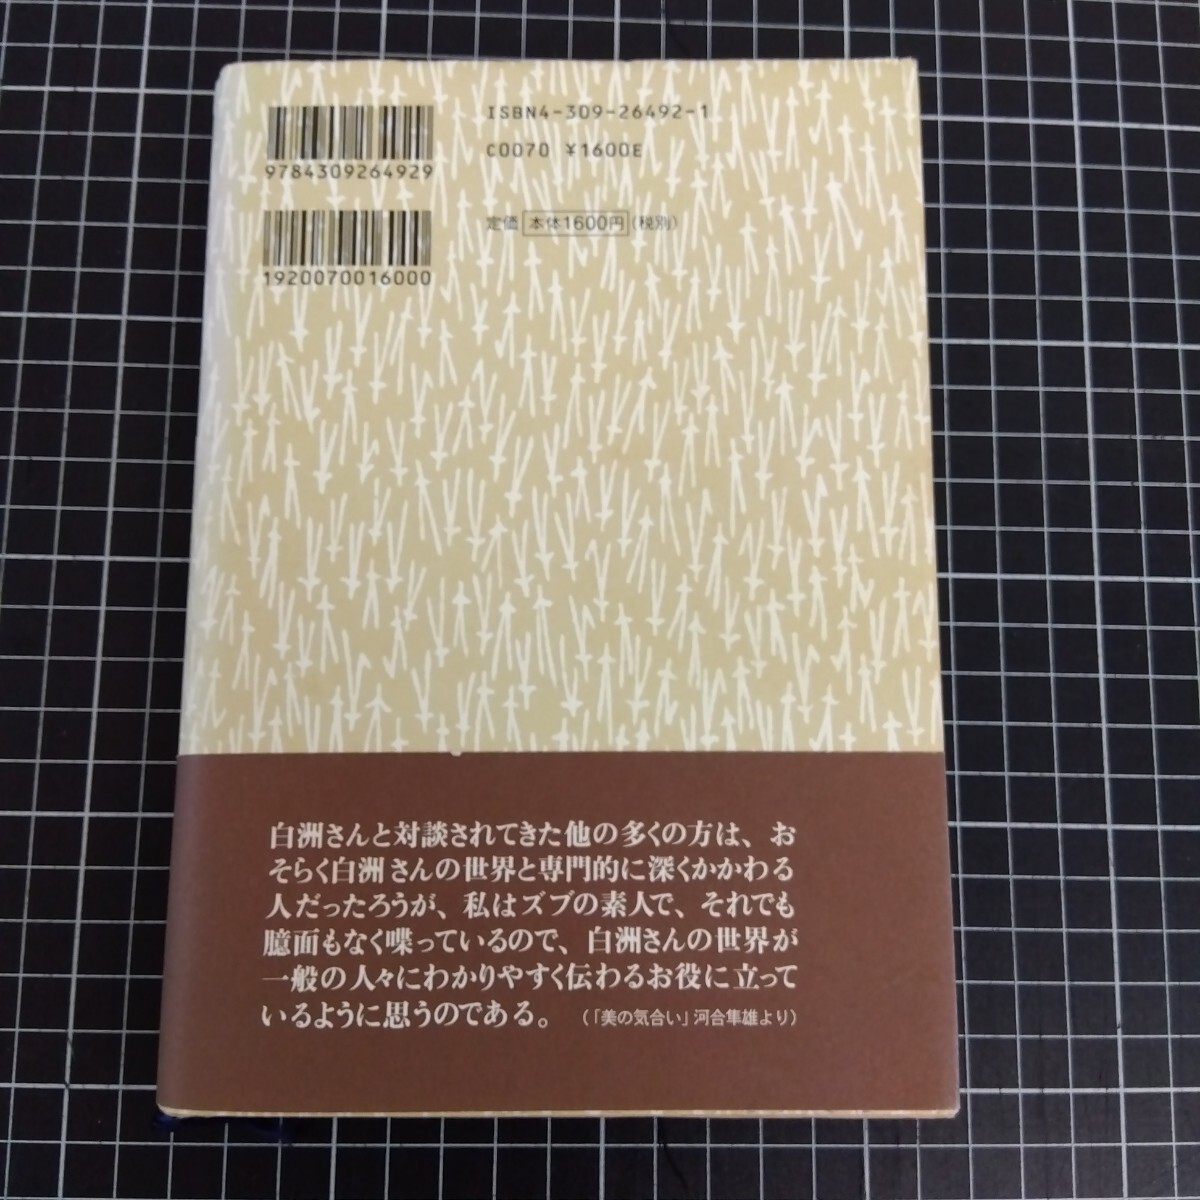 9784309264929
1920070016000
ISBN4-309-26492-1
C0070 ¥1600E
定価 本体1600円 (税別)
白洲さんと対談されてきた他の多くの方は、お
そらく白洲さんの世界と専門的に深くかかわる
人だったろうが、私はズブの素人で、それでも
臆面もなく喋っているので、白洲さんの世界が
一般の人々にわかりやすく伝わるお役に立って
いるように思うのである。(「美の気合い」河合隼雄より)